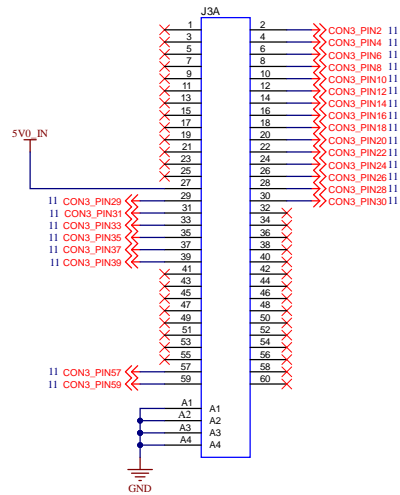 J3A
1 2 CON3_PIN2 11
3 4 CON3_PIN4 11
5 6 CON3_PIN6 11
7 8 CON3_PIN8 11
9 10 CON3_PIN10 11
11 12 CON3_PIN12 11
13 14 CON3_PIN14 11
15 16 CON3_PIN16 11
17 18 CON3_PIN18 11
5V0_IN 19 20 CON3_PIN20 11
21 22 CON3_PIN22 11
23 24 CON3_PIN24 11
25 26 CON3_PIN26 11
27 28 CON3_PIN28 11
11 CON3_PIN29 29 30 CON3_PIN30 11
11 CON3_PIN31 31 32
11 CON3_PIN33 33 34
11 CON3_PIN35 35 36
11 CON3_PIN37 37 38
11 CON3_PIN39 39 40
41 42
43 44
45 46
47 48
49 50
51 52
53 54
55 56
11 CON3_PIN57 57 58
11 CON3_PIN59 59 60
A1 A1
A2 A2
A3 A3
A4 A4
GND